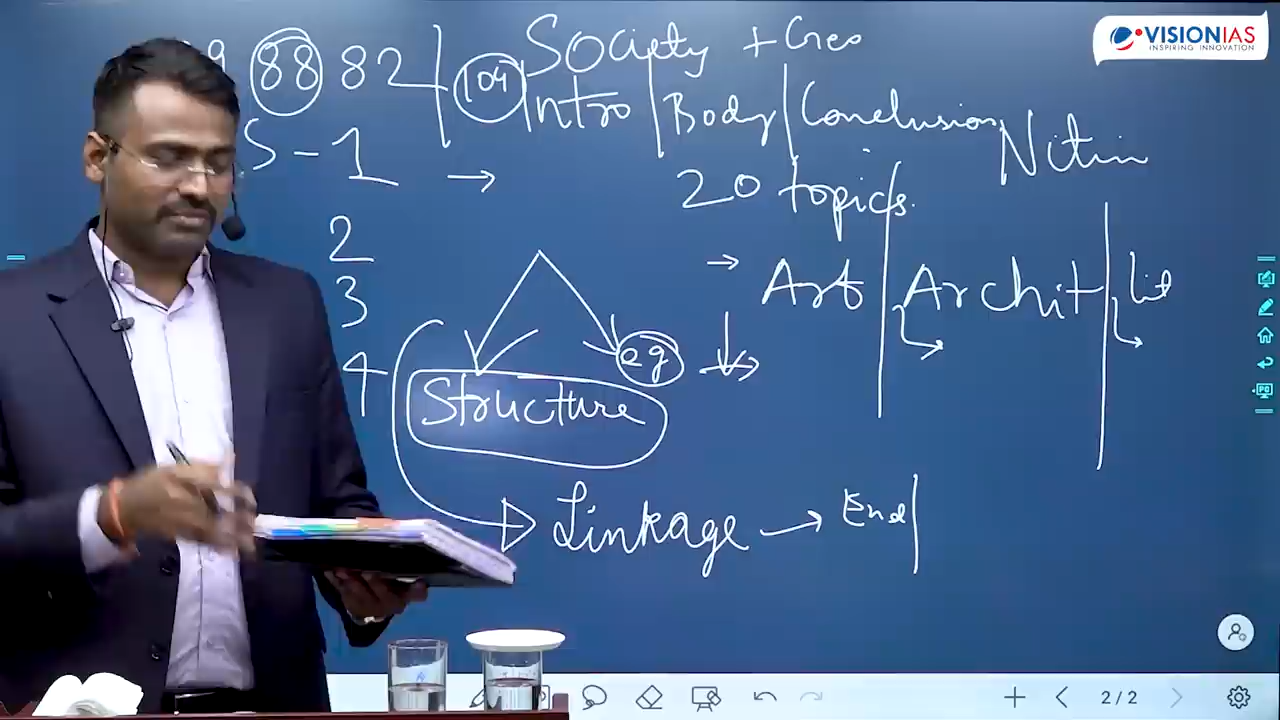 VISIONIAS
INSPIRING INNOVATION
88 82 104 Society + Geo
Intro Body Conclusion
S-1 → 20 topics. Nitin
2
→ Art Archit lit
3
4 eg
Structure
Linkage → End
2/2